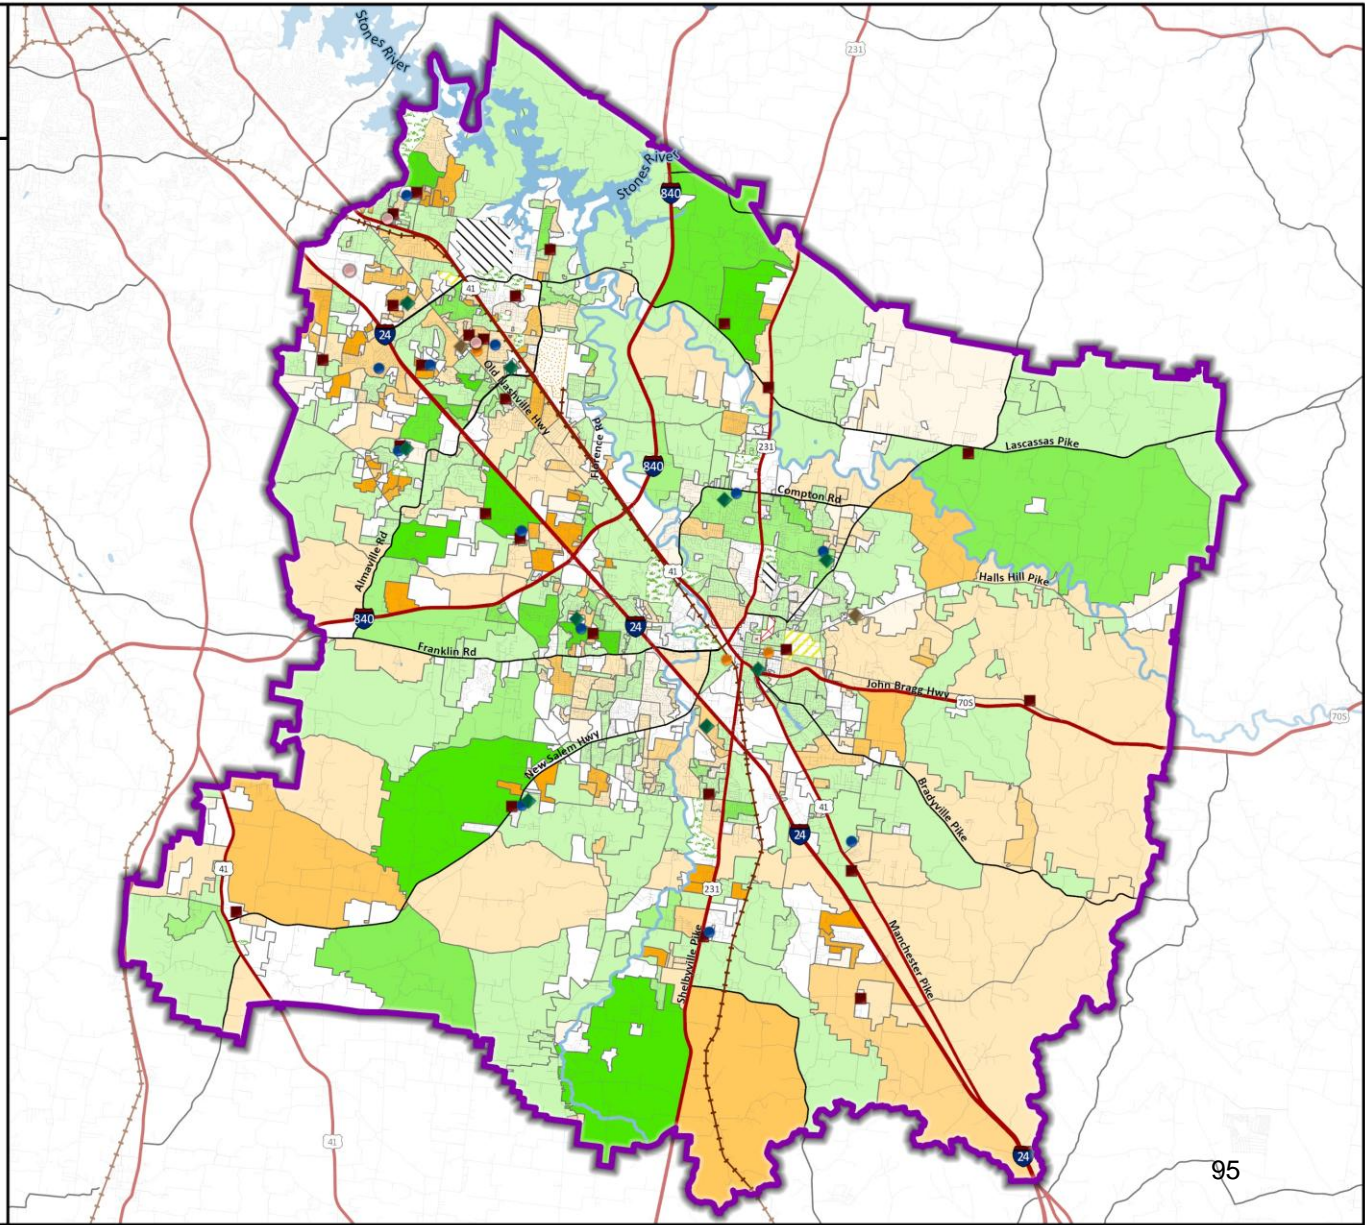 Stones River
231
Stones River
840
41
24
Old Nashville Hwy
Florence Rd
231
840
Lascassas Pike
Compton Rd
Almaville Rd
41
Halls Hill Pike
840
24
Franklin Rd
John Bragg Hwy
70S
70S
New Salem Hwy
Bradyville Pike
41
24
41
231
Manchester Pike
Shelbyville Pike
41
24
95